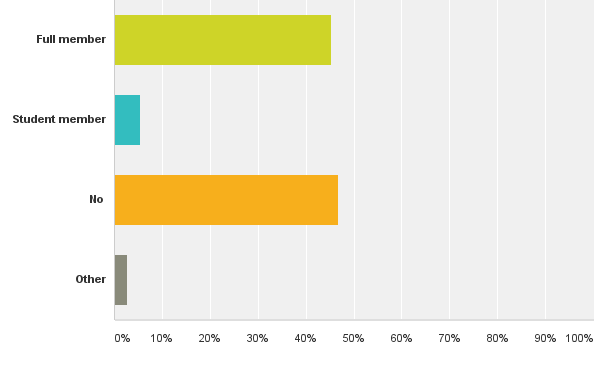 Full member
Student member
No
Other
0% 10% 20% 30% 40% 50% 60% 70% 80% 90% 100%